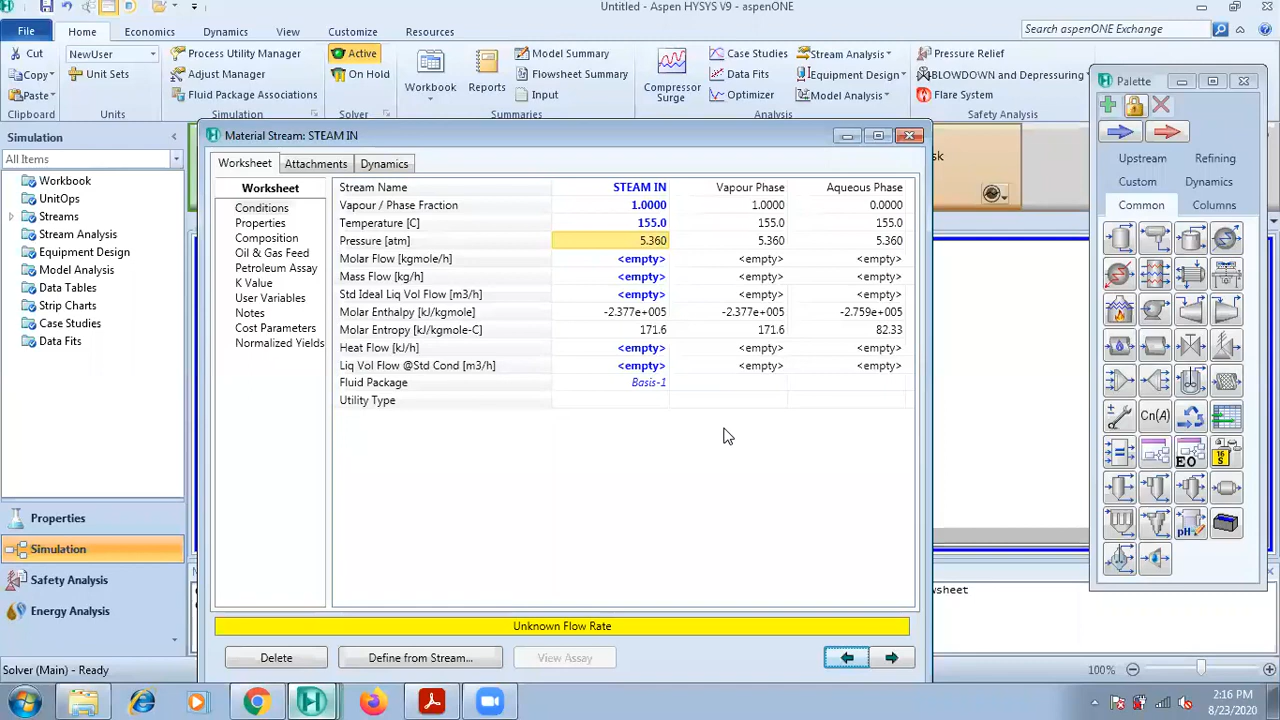 Untitled - Aspen HYSYS V9 - aspenONE
File Home Economics Dynamics View Customize Resources
Search aspenONE Exchange
Cut
Copy
Paste
Clipboard
NewUser
Unit Sets
Units
Process Utility Manager
Adjust Manager
Fluid Package Associations
Simulation
Active
On Hold
Solver
Workbook
Reports
Model Summary
Flowsheet Summary
Input
Summaries
Compressor
Surge
Case Studies
Data Fits
Optimizer
Stream Analysis
Equipment Design
Model Analysis
Analysis
Pressure Relief
BLOWDOWN and Depressuring
Flare System
Safety Analysis
Simulation
All Items
Workbook
UnitOps
Streams
Stream Analysis
Equipment Design
Model Analysis
Data Tables
Strip Charts
Case Studies
Data Fits
Properties
Simulation
Safety Analysis
Energy Analysis
Material Stream: STEAM IN
Worksheet Attachments Dynamics
Worksheet
Conditions
Properties
Composition
Oil & Gas Feed
Petroleum Assay
K Value
User Variables
Notes
Cost Parameters
Normalized Yields
Stream Name STEAM IN Vapour Phase Aqueous Phase
Vapour / Phase Fraction 1.0000 1.0000 0.0000
Temperature [C] 155.0 155.0 155.0
Pressure [atm] 5.360 5.360 5.360
Molar Flow [kgmole/h] <empty> <empty> <empty>
Mass Flow [kg/h] <empty> <empty> <empty>
Std Ideal Liq Vol Flow [m3/h] <empty> <empty> <empty>
Molar Enthalpy [kJ/kgmole] -2.377e+005 -2.377e+005 -2.759e+005
Molar Entropy [kJ/kgmole-C] 171.6 171.6 82.33
Heat Flow [kJ/h] <empty> <empty> <empty>
Liq Vol Flow @Std Cond [m3/h] <empty> <empty> <empty>
Fluid Package Basis-1
Utility Type
Unknown Flow Rate
Delete Define from Stream... View Assay
sk
wsheet
Palette
Upstream Refining
Custom Dynamics
Common Columns
Cn(A)
EO
16
S
pH
Solver (Main) - Ready
100%
2:16 PM
8/23/2020